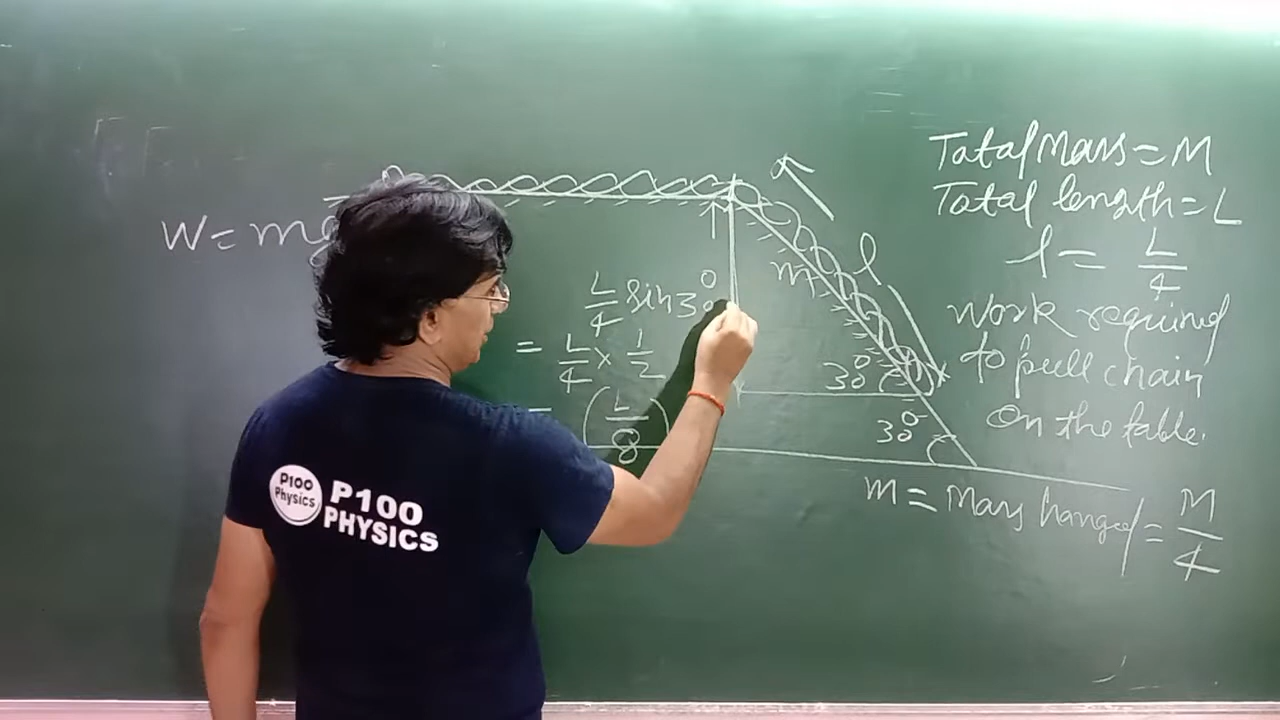 Total Mass = M
Total length = L
l = L/4
Work required
to pull chain
on the table.
m = Mass hanged = M/4
W = mg
L/4 sin30°
= L/4 × 1/2
= (L/8)
l
m
30°
30°
P100
Physics
P100
PHYSICS